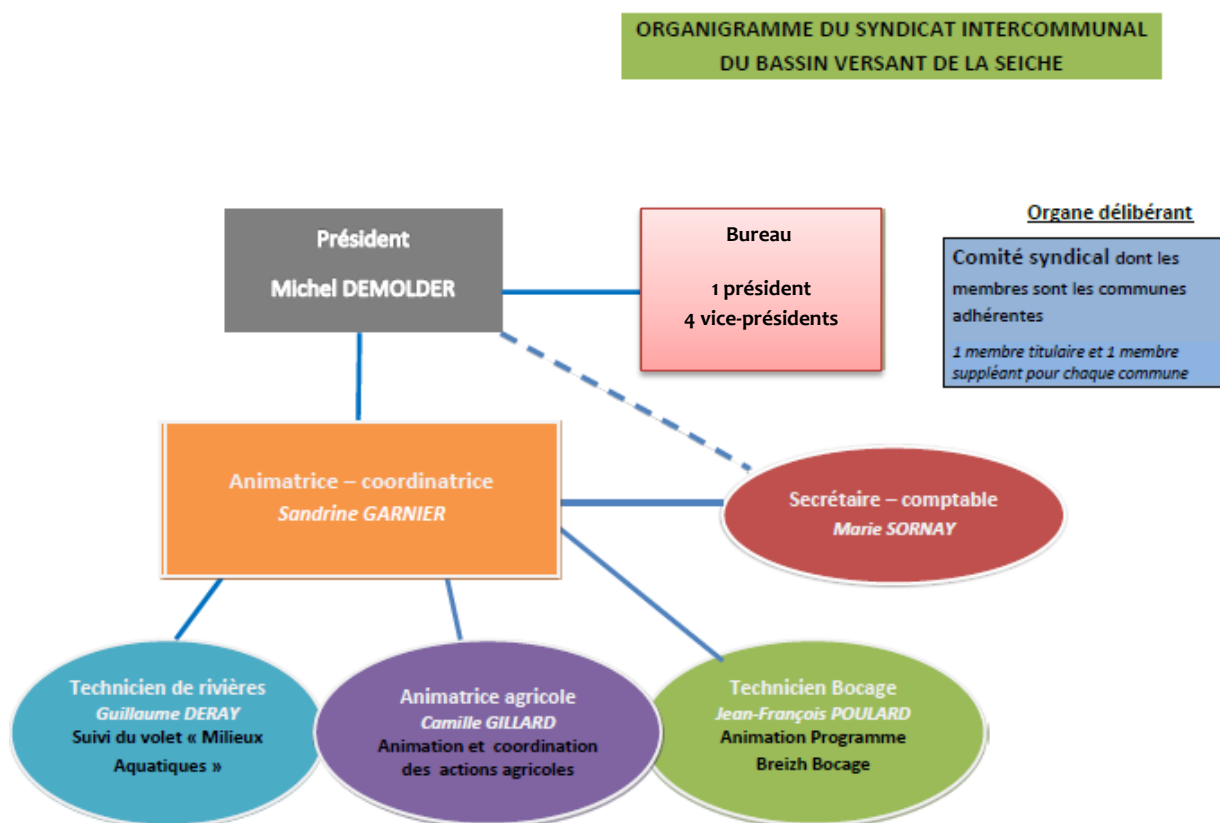 ORGANIGRAMME DU SYNDICAT INTERCOMMUNAL
DU BASSIN VERSANT DE LA SEICHE
Président
Michel DEMOLDER
Bureau
1 président
4 vice-présidents
Organe délibérant
Comité syndical dont les
membres sont les communes
adhérentes
1 membre titulaire et 1 membre
suppléant pour chaque commune
Animatrice – coordinatrice
Sandrine GARNIER
Secrétaire – comptable
Marie SORNAY
Technicien de rivières
Guillaume DERAY
Suivi du volet « Milieux
Aquatiques »
Animatrice agricole
Camille GILLARD
Animation et coordination
des actions agricoles
Technicien Bocage
Jean-François POULARD
Animation Programme
Breizh Bocage